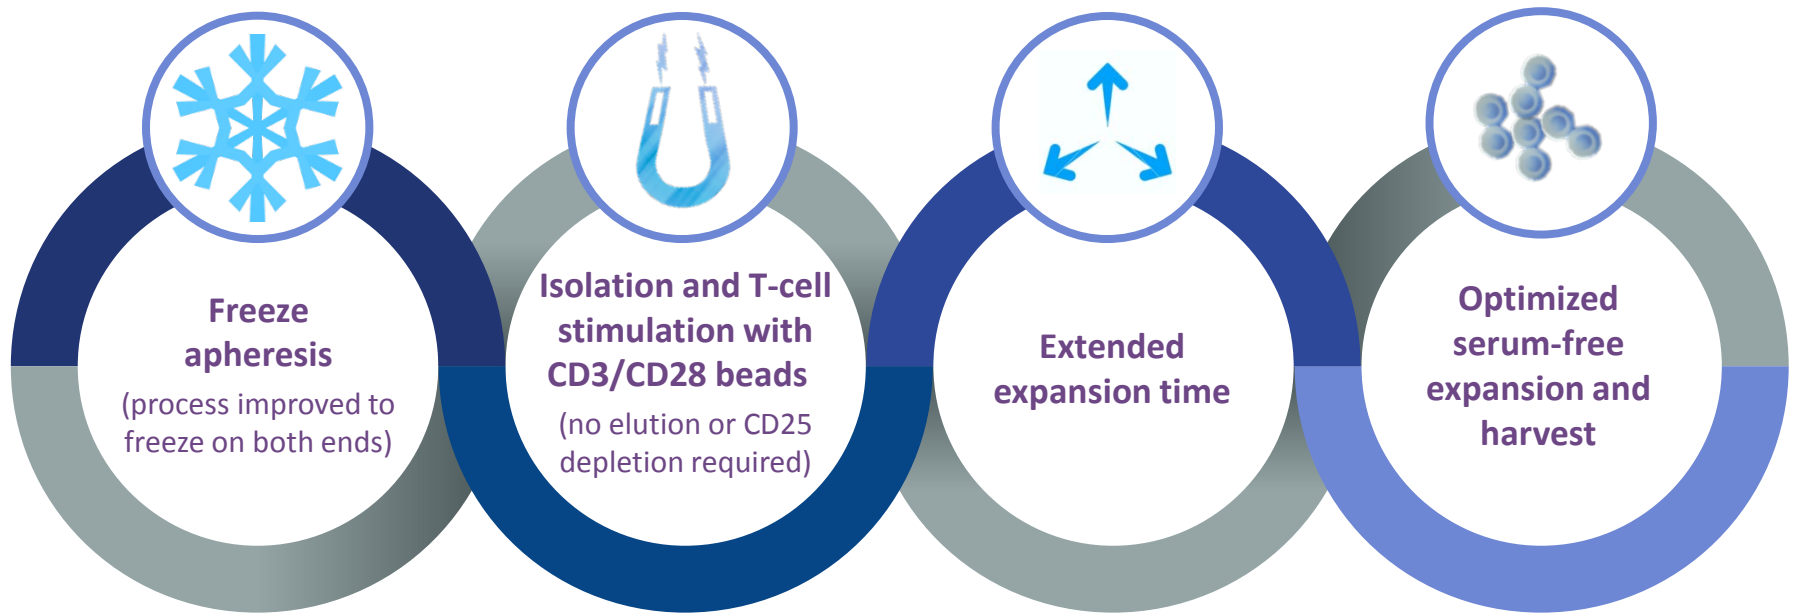 Freeze
apheresis
(process improved to
freeze on both ends)
Isolation and T-cell
stimulation with
CD3/CD28 beads
(no elution or CD25
depletion required)
Extended
expansion time
Optimized
serum-free
expansion and
harvest